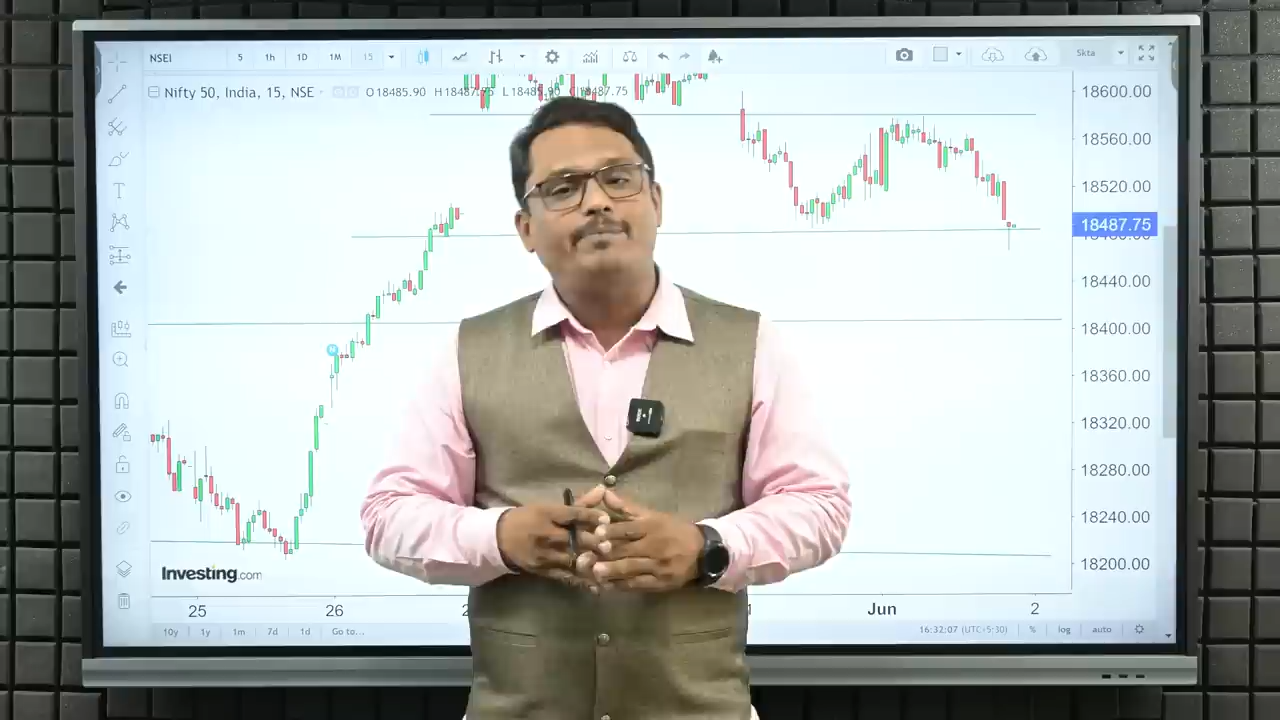 NSEI 5 1h 1D 1M 15 Skta
Nifty 50, India, 15, NSE O18485.90
18600.00
18560.00
18520.00
18487.75
18440.00
18400.00
18360.00
18320.00
18280.00
18240.00
18200.00
Investing.com
25 26 Jun 2
10y 1y 1m 7d 1d Go to... 16:32:07 (UTC+5:30) % log auto